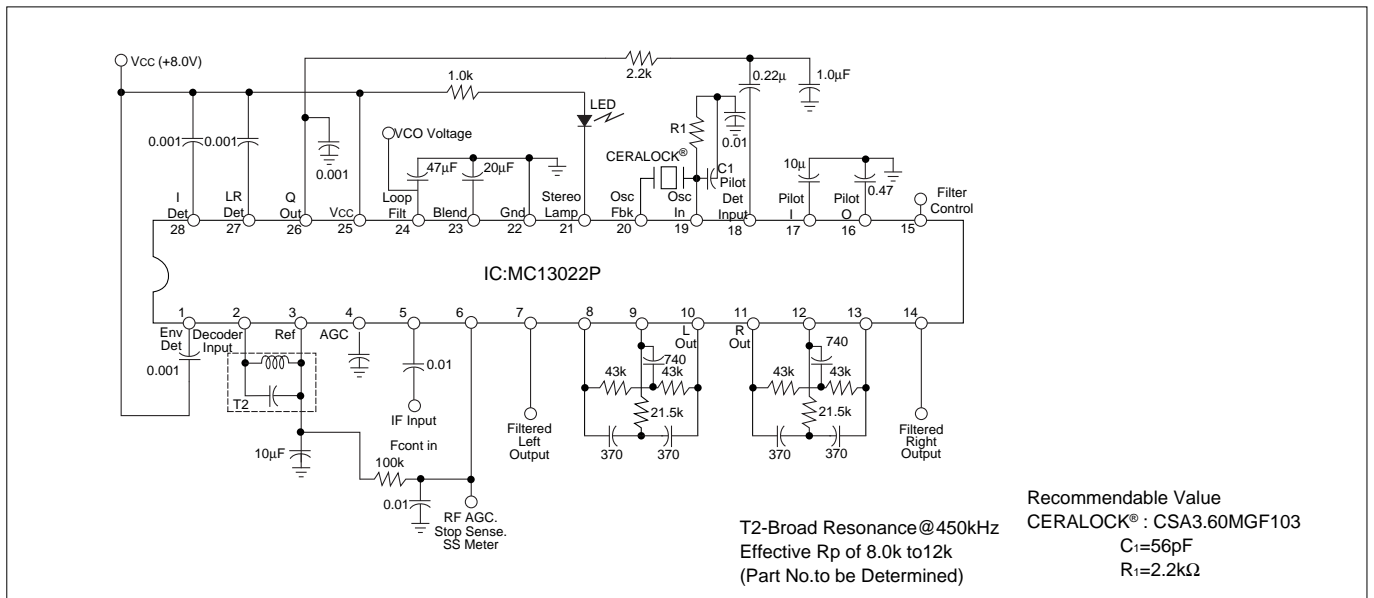 VCC (+8.0V)
1.0k
2.2k
0.22µ
1.0µF
LED
R1
0.01
0.001
0.001
0.001
VCO Voltage
47µF
20µF
CERALOCK®
C1
10µ
0.47
I Det
LR Det
Q Out
VCC
Loop Filt
Blend
Gnd
Stereo Lamp
Osc Fbk
Osc In
Pilot Det Input
Pilot I
Pilot O
Filter Control
28
27
26
25
24
23
22
21
20
19
18
17
16
15
IC:MC13022P
1
2
3
4
5
6
7
8
9
10
11
12
13
14
Env Det
Decoder Input
Ref
AGC
L Out
R Out
0.001
T2
0.01
IF Input
740
43k
43k
21.5k
370
370
740
43k
43k
21.5k
370
370
Filtered Left Output
Filtered Right Output
10µF
Fcont in
100k
0.01
RF AGC.
Stop Sense.
SS Meter
T2-Broad Resonance@450kHz
Effective Rp of 8.0k to12k
(Part No.to be Determined)
Recommendable Value
CERALOCK® : CSA3.60MGF103
C1=56pF
R1=2.2kΩ